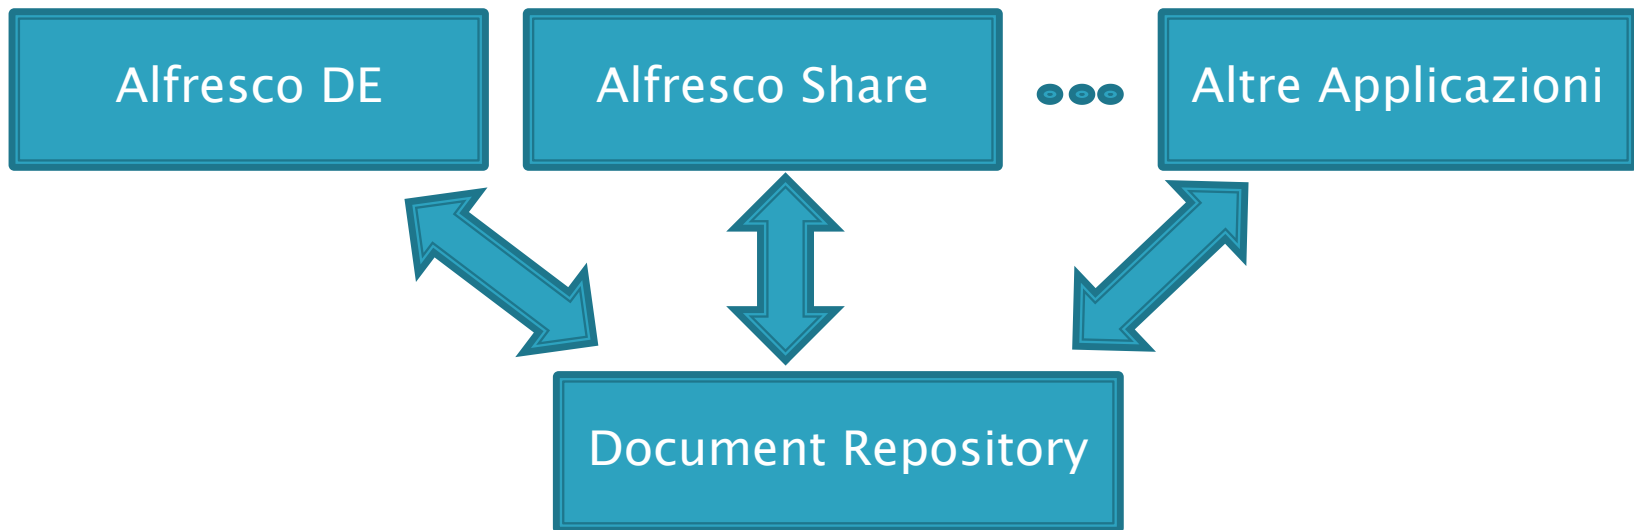 Alfresco DE
Alfresco Share
Altre Applicazioni
Document Repository